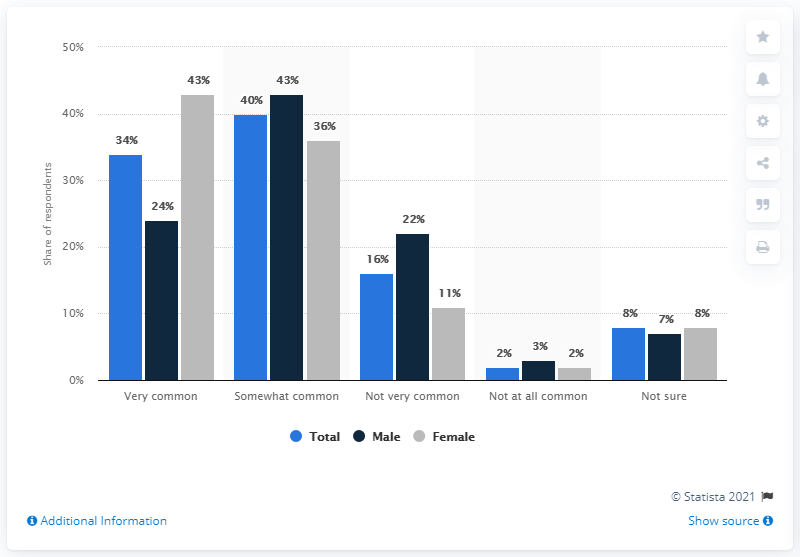 50%
40%
30%
20%
10%
0%
Share of respondents
34%
24%
43%
40%
43%
36%
16%
22%
11%
2%
3%
2%
8%
7%
8%
Very common
Somewhat common
Not very common
Not at all common
Not sure
Total
Male
Female
© Statista 2021
Additional Information
Show source